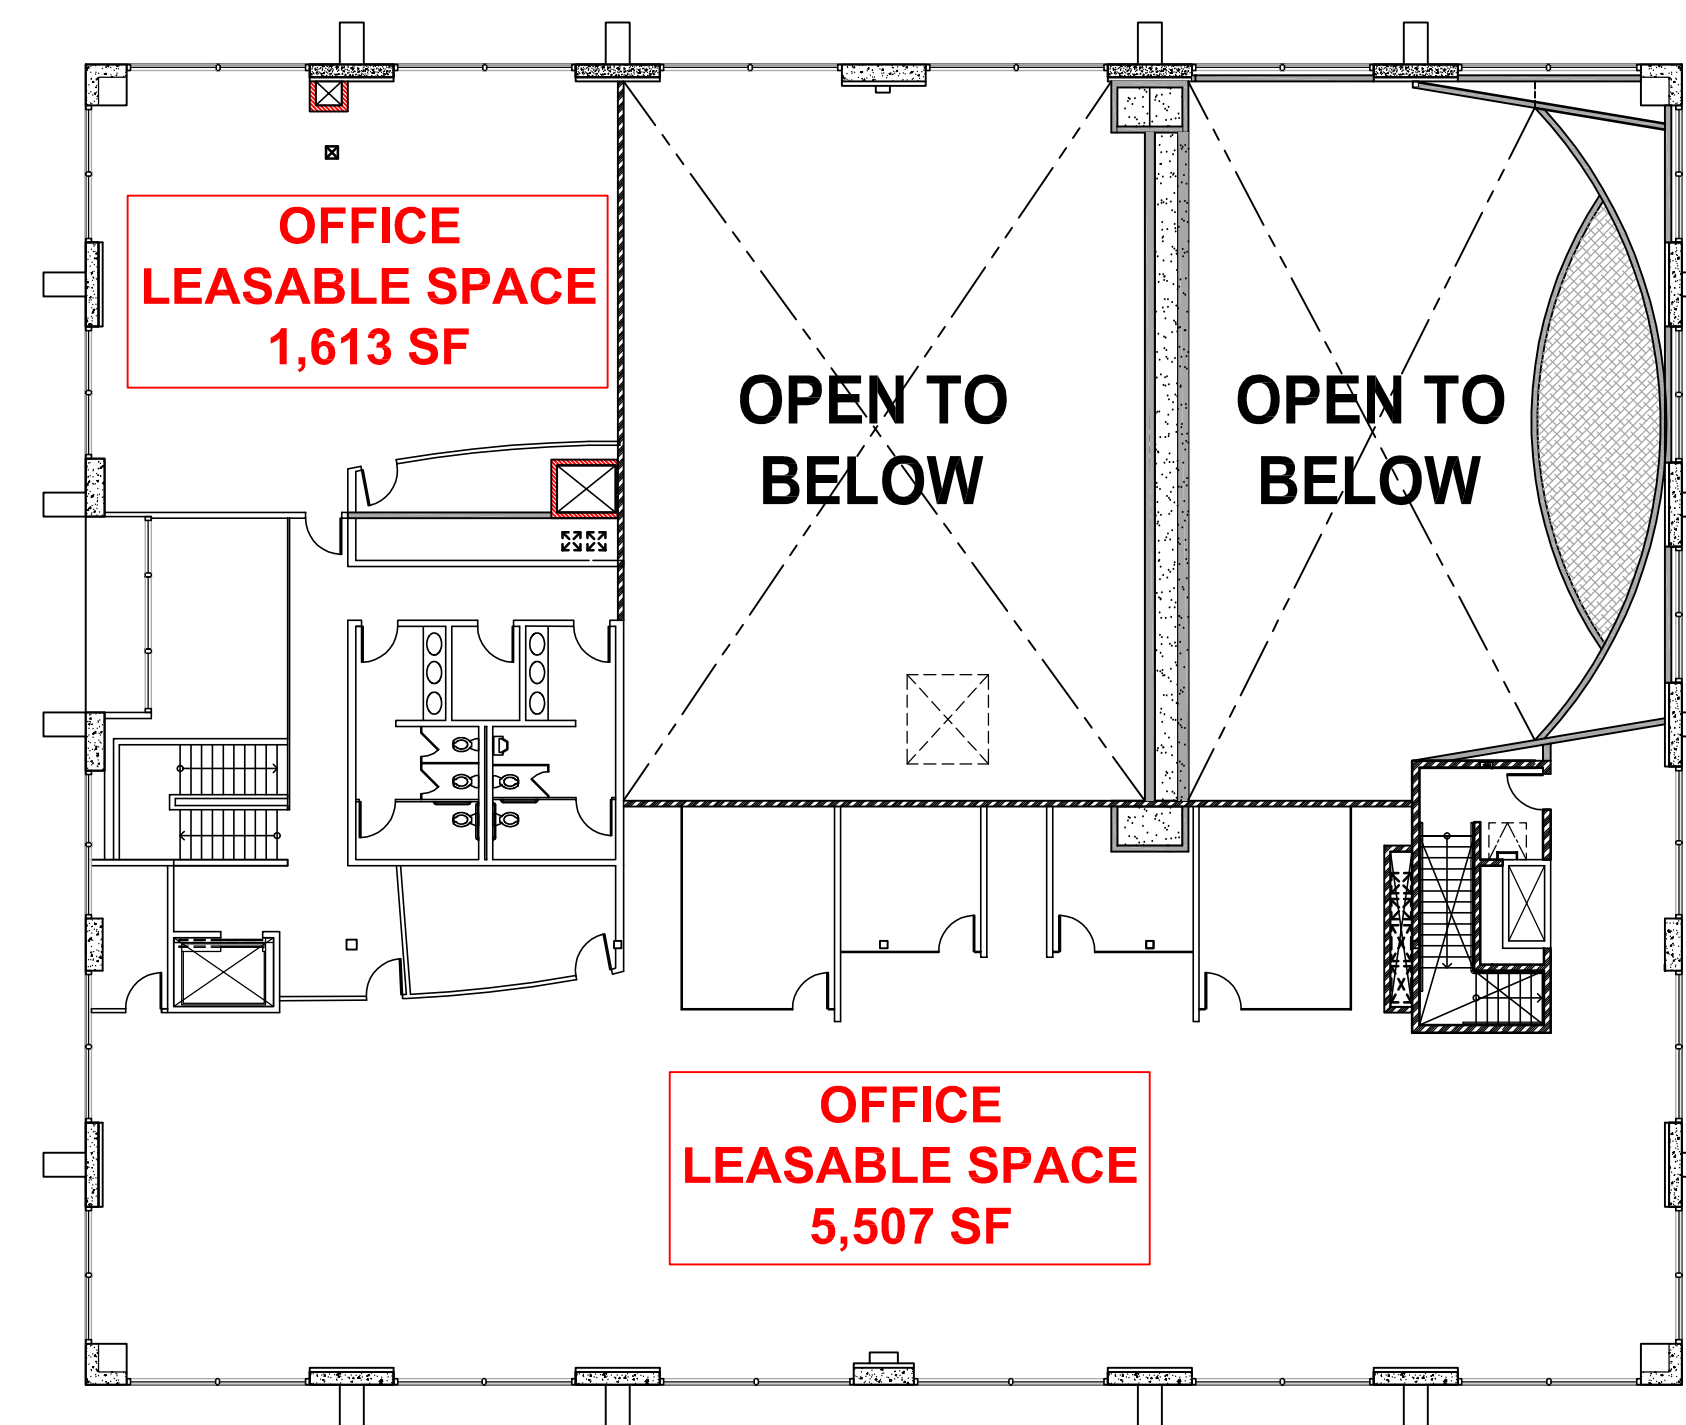 OFFICE
LEASABLE SPACE
1,613 SF
OPEN TO
BELOW
OPEN TO
BELOW
OFFICE
LEASABLE SPACE
5,507 SF